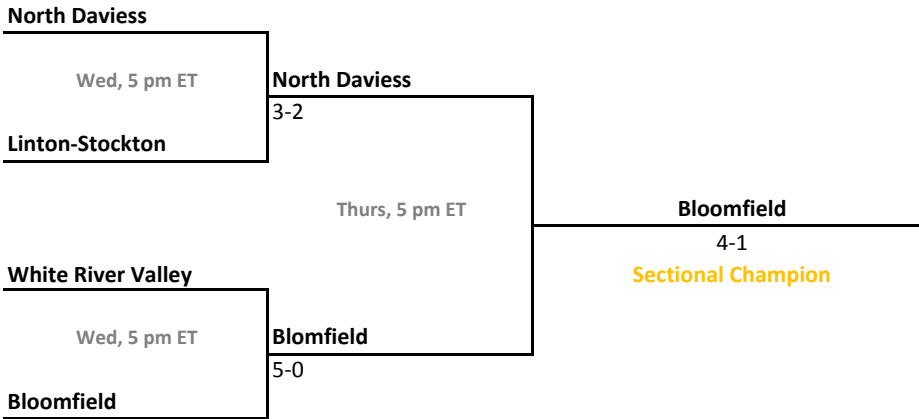 North Daviess
Wed, 5 pm ET
North Daviess
3-2
Linton-Stockton
Thurs, 5 pm ET
Bloomfield
4-1
Sectional Champion
White River Valley
Wed, 5 pm ET
Blomfield
5-0
Bloomfield